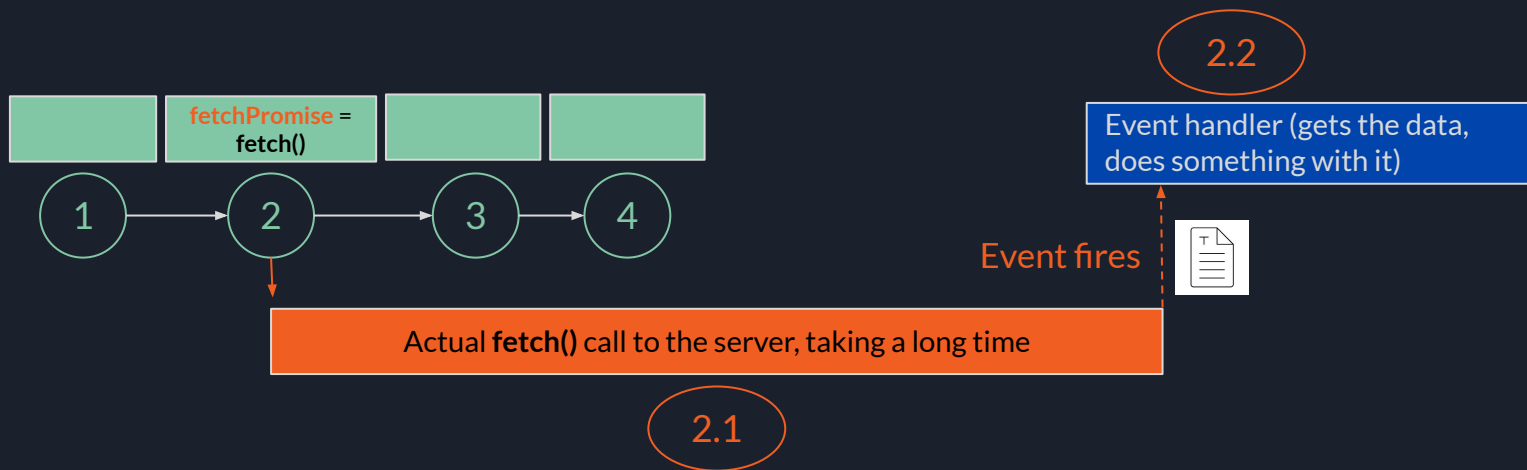 2.2
fetchPromise =
fetch()
Event handler (gets the data,
does something with it)
1
2
3
4
Event fires
T
Actual fetch() call to the server, taking a long time
2.1